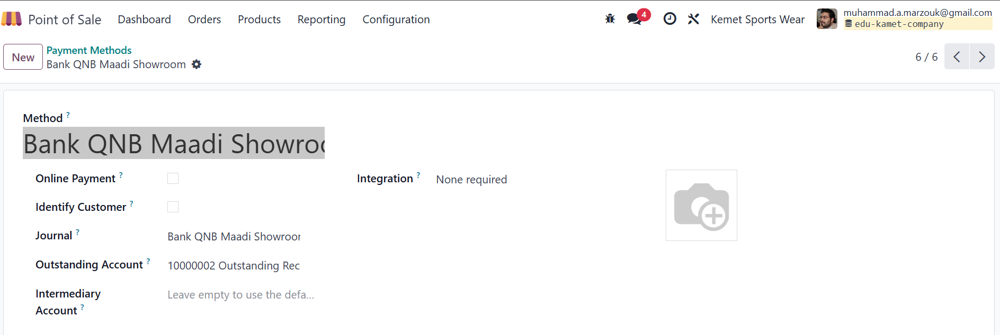 Point of Sale Dashboard Orders Products Reporting Configuration 4 Kemet Sports Wear muhammad.a.marzouk@gmail.com
edu-kamet-company
New Payment Methods
Bank QNB Maadi Showroom
6 / 6
Method ?
Bank QNB Maadi Showroo
Online Payment ?
Integration ? None required
Identify Customer ?
Journal ? Bank QNB Maadi Showroor
Outstanding Account ? 10000002 Outstanding Rec
Intermediary
Account ?
Leave empty to use the defa...